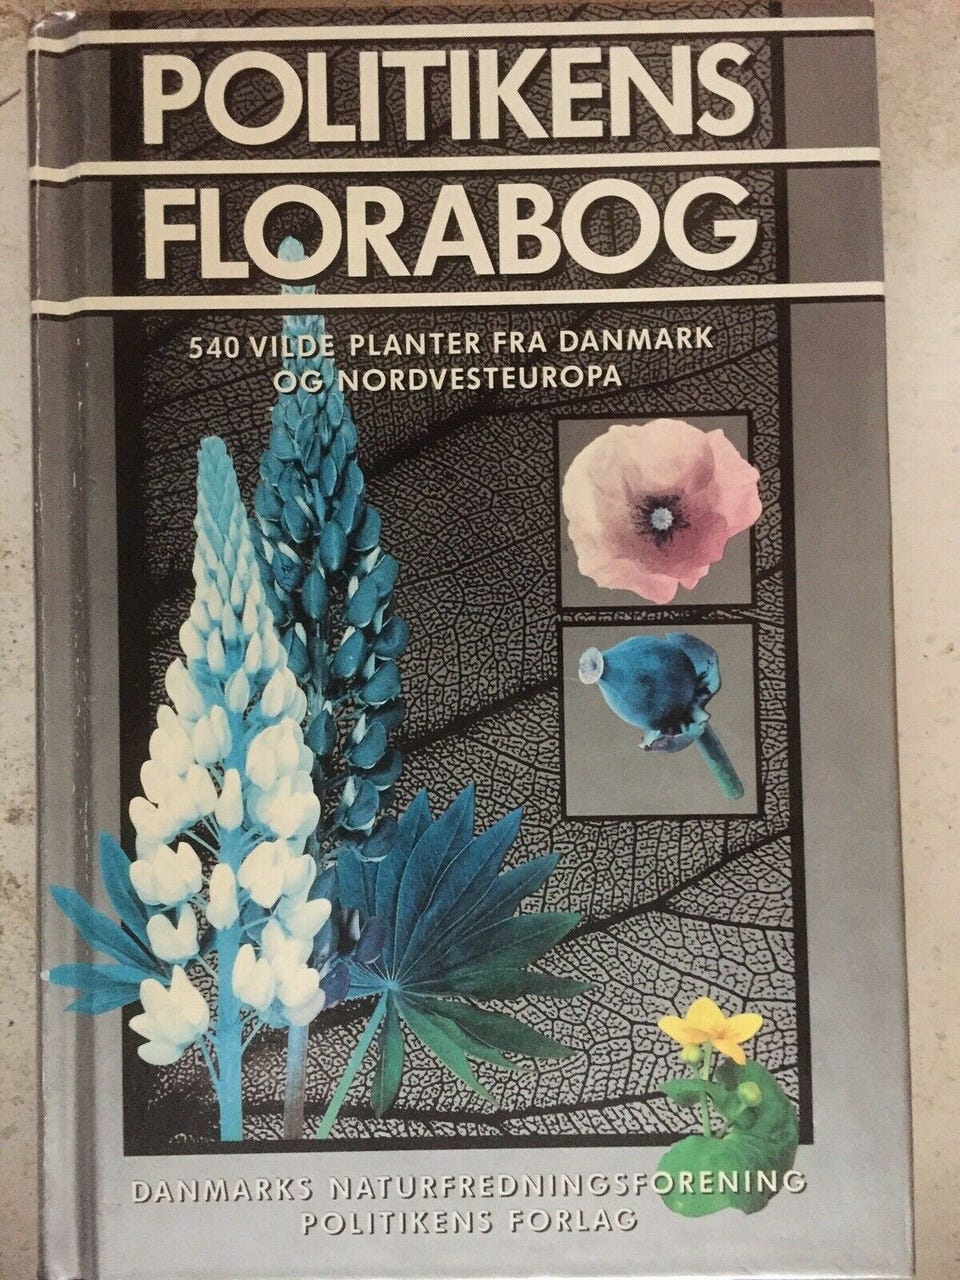 POLITIKENS
FLORABOG
540 VILDE PLANTER FRA DANMARK
OG NORDVESTEUROPA
DANMARKS NATURFREDNINGSFORENING
POLITIKENS FORLAG